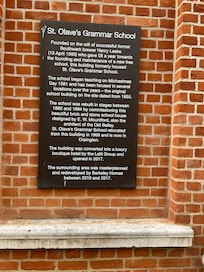 St. Olave's Grammar School
Founded on the will of successful former
Southwark brewer Henry Leeke
(12 April 1560) who gave £8 a year towards
the founding and maintenance of a new free
school, this building formerly housed
St. Olave's Grammar School.
The school began teaching on Michaelmas
Day 1561 and has been housed in several
locations over the years – the original
school building on this site dated from 1855.
The school was rebuilt in stages between
1892 and 1894 by commissioning this
beautiful brick and stone school house
designed by E. W. Mountford, also the
architect of the Old Bailey.
St. Olave's Grammar School relocated
from this building in 1968 and is now in
Orpington.
The building was converted into a luxury
boutique hotel by the Lalit Group and
opened in 2017.
The surrounding area was masterplanned
and redeveloped by Berkeley Homes
between 2010 and 2017.